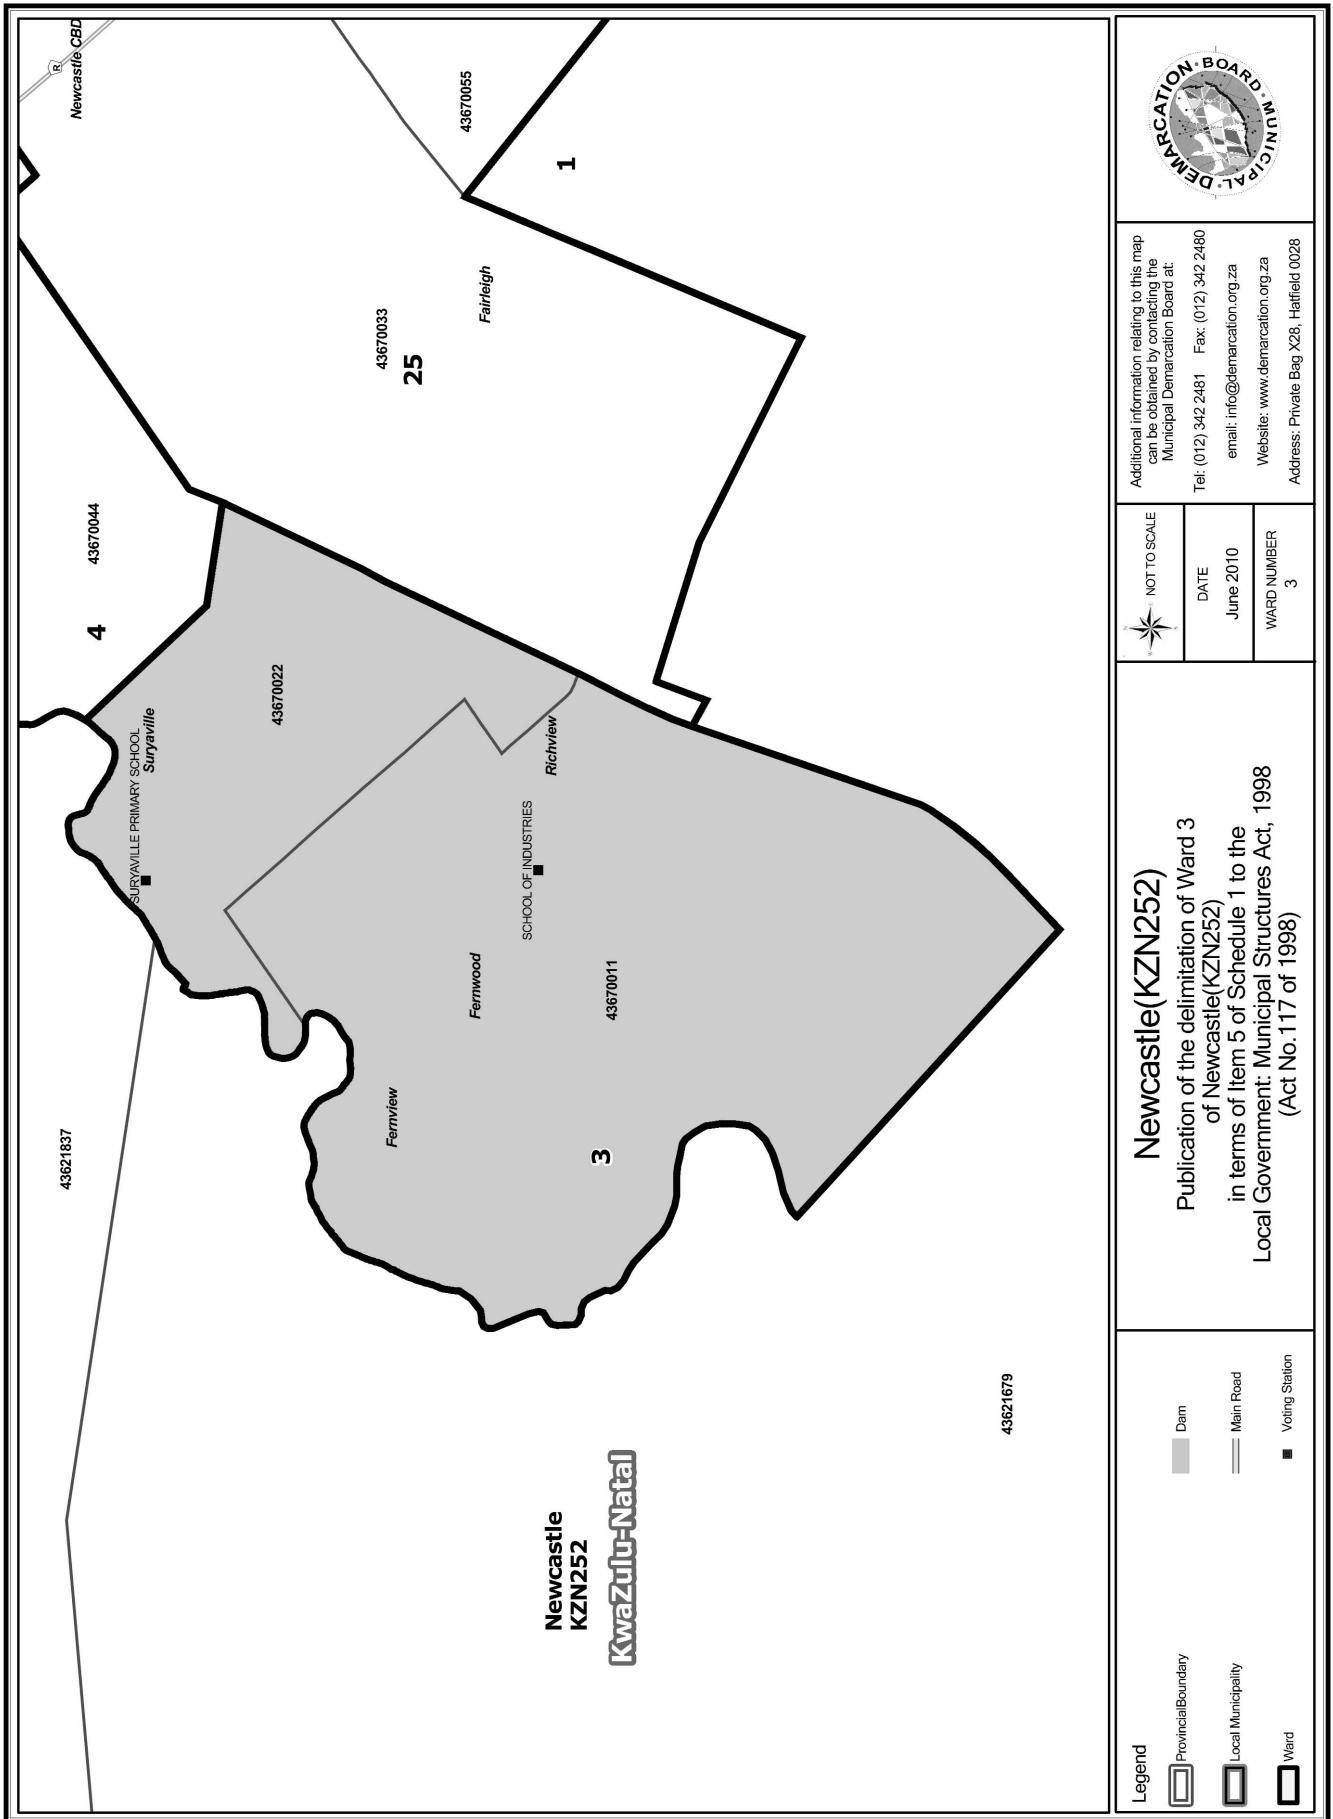 Newcastle CBD
R
43670055
1
43670033
25
Fairleigh
43670044
4
43670022
SURYAVILLE PRIMARY SCHOOL
Suryaville
Richview
SCHOOL OF INDUSTRIES
Fernwood
43670011
Fernview
3
43621837
43621679
Newcastle
KZN252
KwaZulu-Natal
Legend
ProvincialBoundary
Local Municipality
Ward
Dam
Main Road
Voting Station
Newcastle(KZN252)
Publication of the delimitation of Ward 3
of Newcastle(KZN252)
in terms of Item 5 of Schedule 1 to the
Local Government: Municipal Structures Act, 1998
(Act No.117 of 1998)
NOT TO SCALE
DATE
June 2010
WARD NUMBER
3
Additional information relating to this map
can be obtained by contacting the
Municipal Demarcation Board at:
Tel: (012) 342 2481 Fax: (012) 342 2480
email: info@demarcation.org.za
Website: www.demarcation.org.za
Address: Private Bag X28, Hatfield 0028
MUNICIPAL • DEMARCATION • BOARD •